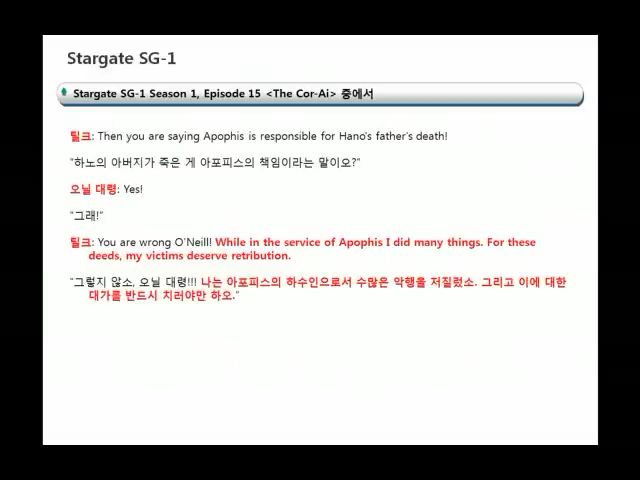 Stargate SG-1
Stargate SG-1 Season 1, Episode 15 <The Cor-Ai> 중에서
틸크: Then you are saying Apophis is responsible for Hano's father's death!
"하노의 아버지가 죽은 게 아포피스의 책임이라는 말이오?"
오닐 대령: Yes!
"그래!"
틸크: You are wrong O'Neill! While in the service of Apophis I did many things. For these
deeds, my victims deserve retribution.
"그렇지 않소, 오닐 대령!!! 나는 아포피스의 하수인으로서 수많은 악행을 저질렀소. 그리고 이에 대한
대가를 반드시 치러야만 하오."